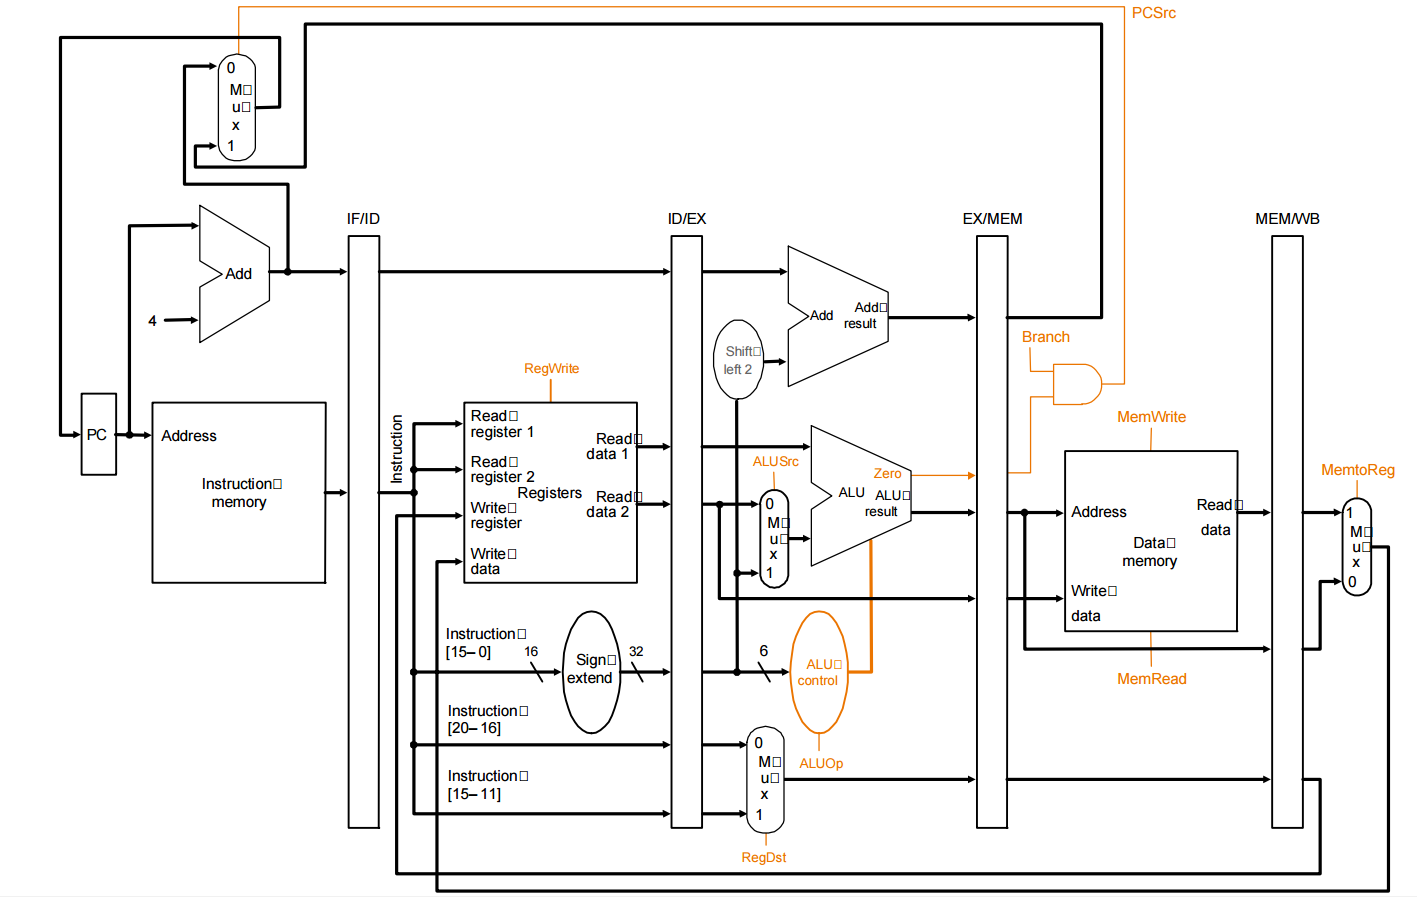 PCSrc
0
M□
u□
x
1
IF/ID
ID/EX
EX/MEM
MEM/WB
Add
4
Add
Add□
result
Shift□
left 2
Branch
RegWrite
MemWrite
PC
Address
Instruction□
memory
Instruction
Read□
register 1
Read□
register 2
Write□
register
Write□
data
Registers
Read□
data 1
Read□
data 2
ALUSrc
0
M□
u□
x
1
Zero
ALU
ALU□
result
Address
Read□
data
Data□
memory
Write□
data
MemtoReg
1
M□
u□
x
0
MemRead
Instruction□
[15–0]
16
Sign□
extend
32
6
ALU□
control
ALUOp
Instruction□
[20–16]
Instruction□
[15–11]
0
M□
u□
x
1
RegDst